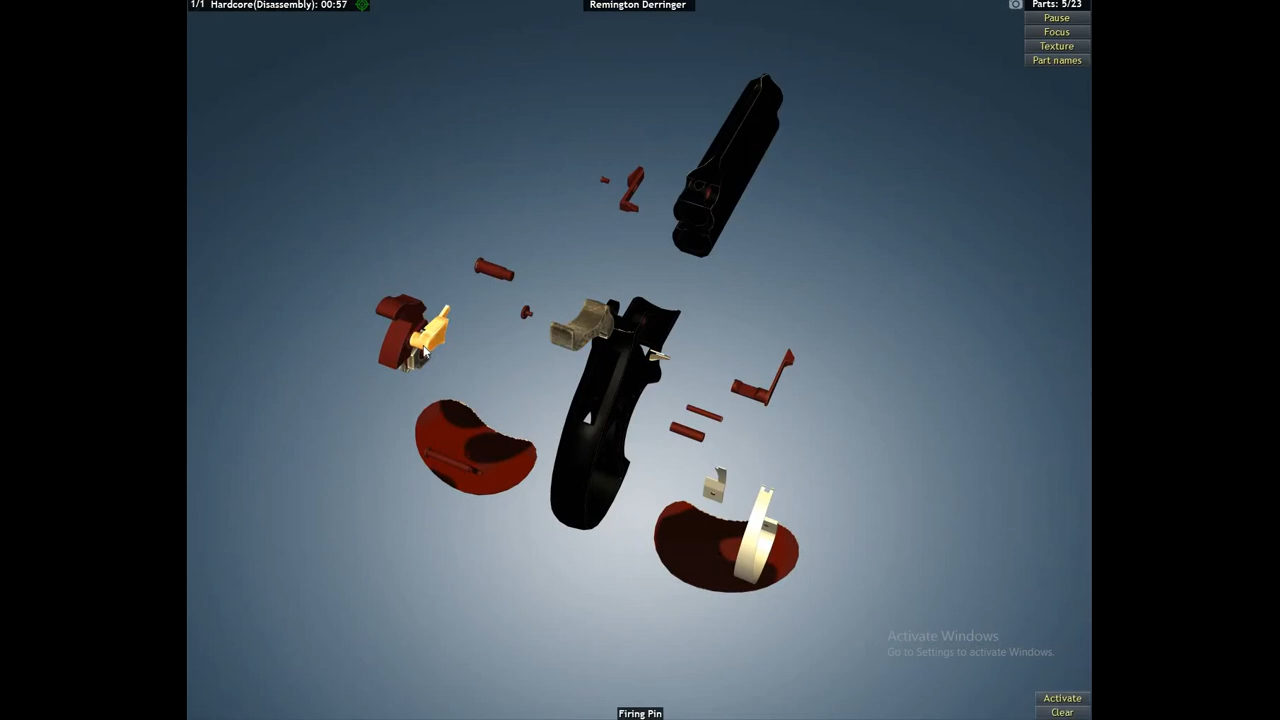 1/1 Hardcore(Disassembly): 00:57
Remington Derringer
Parts: 5/23
Pause
Focus
Texture
Part names
Activate Windows
Go to Settings to activate Windows.
Activate
Clear
Firing Pin